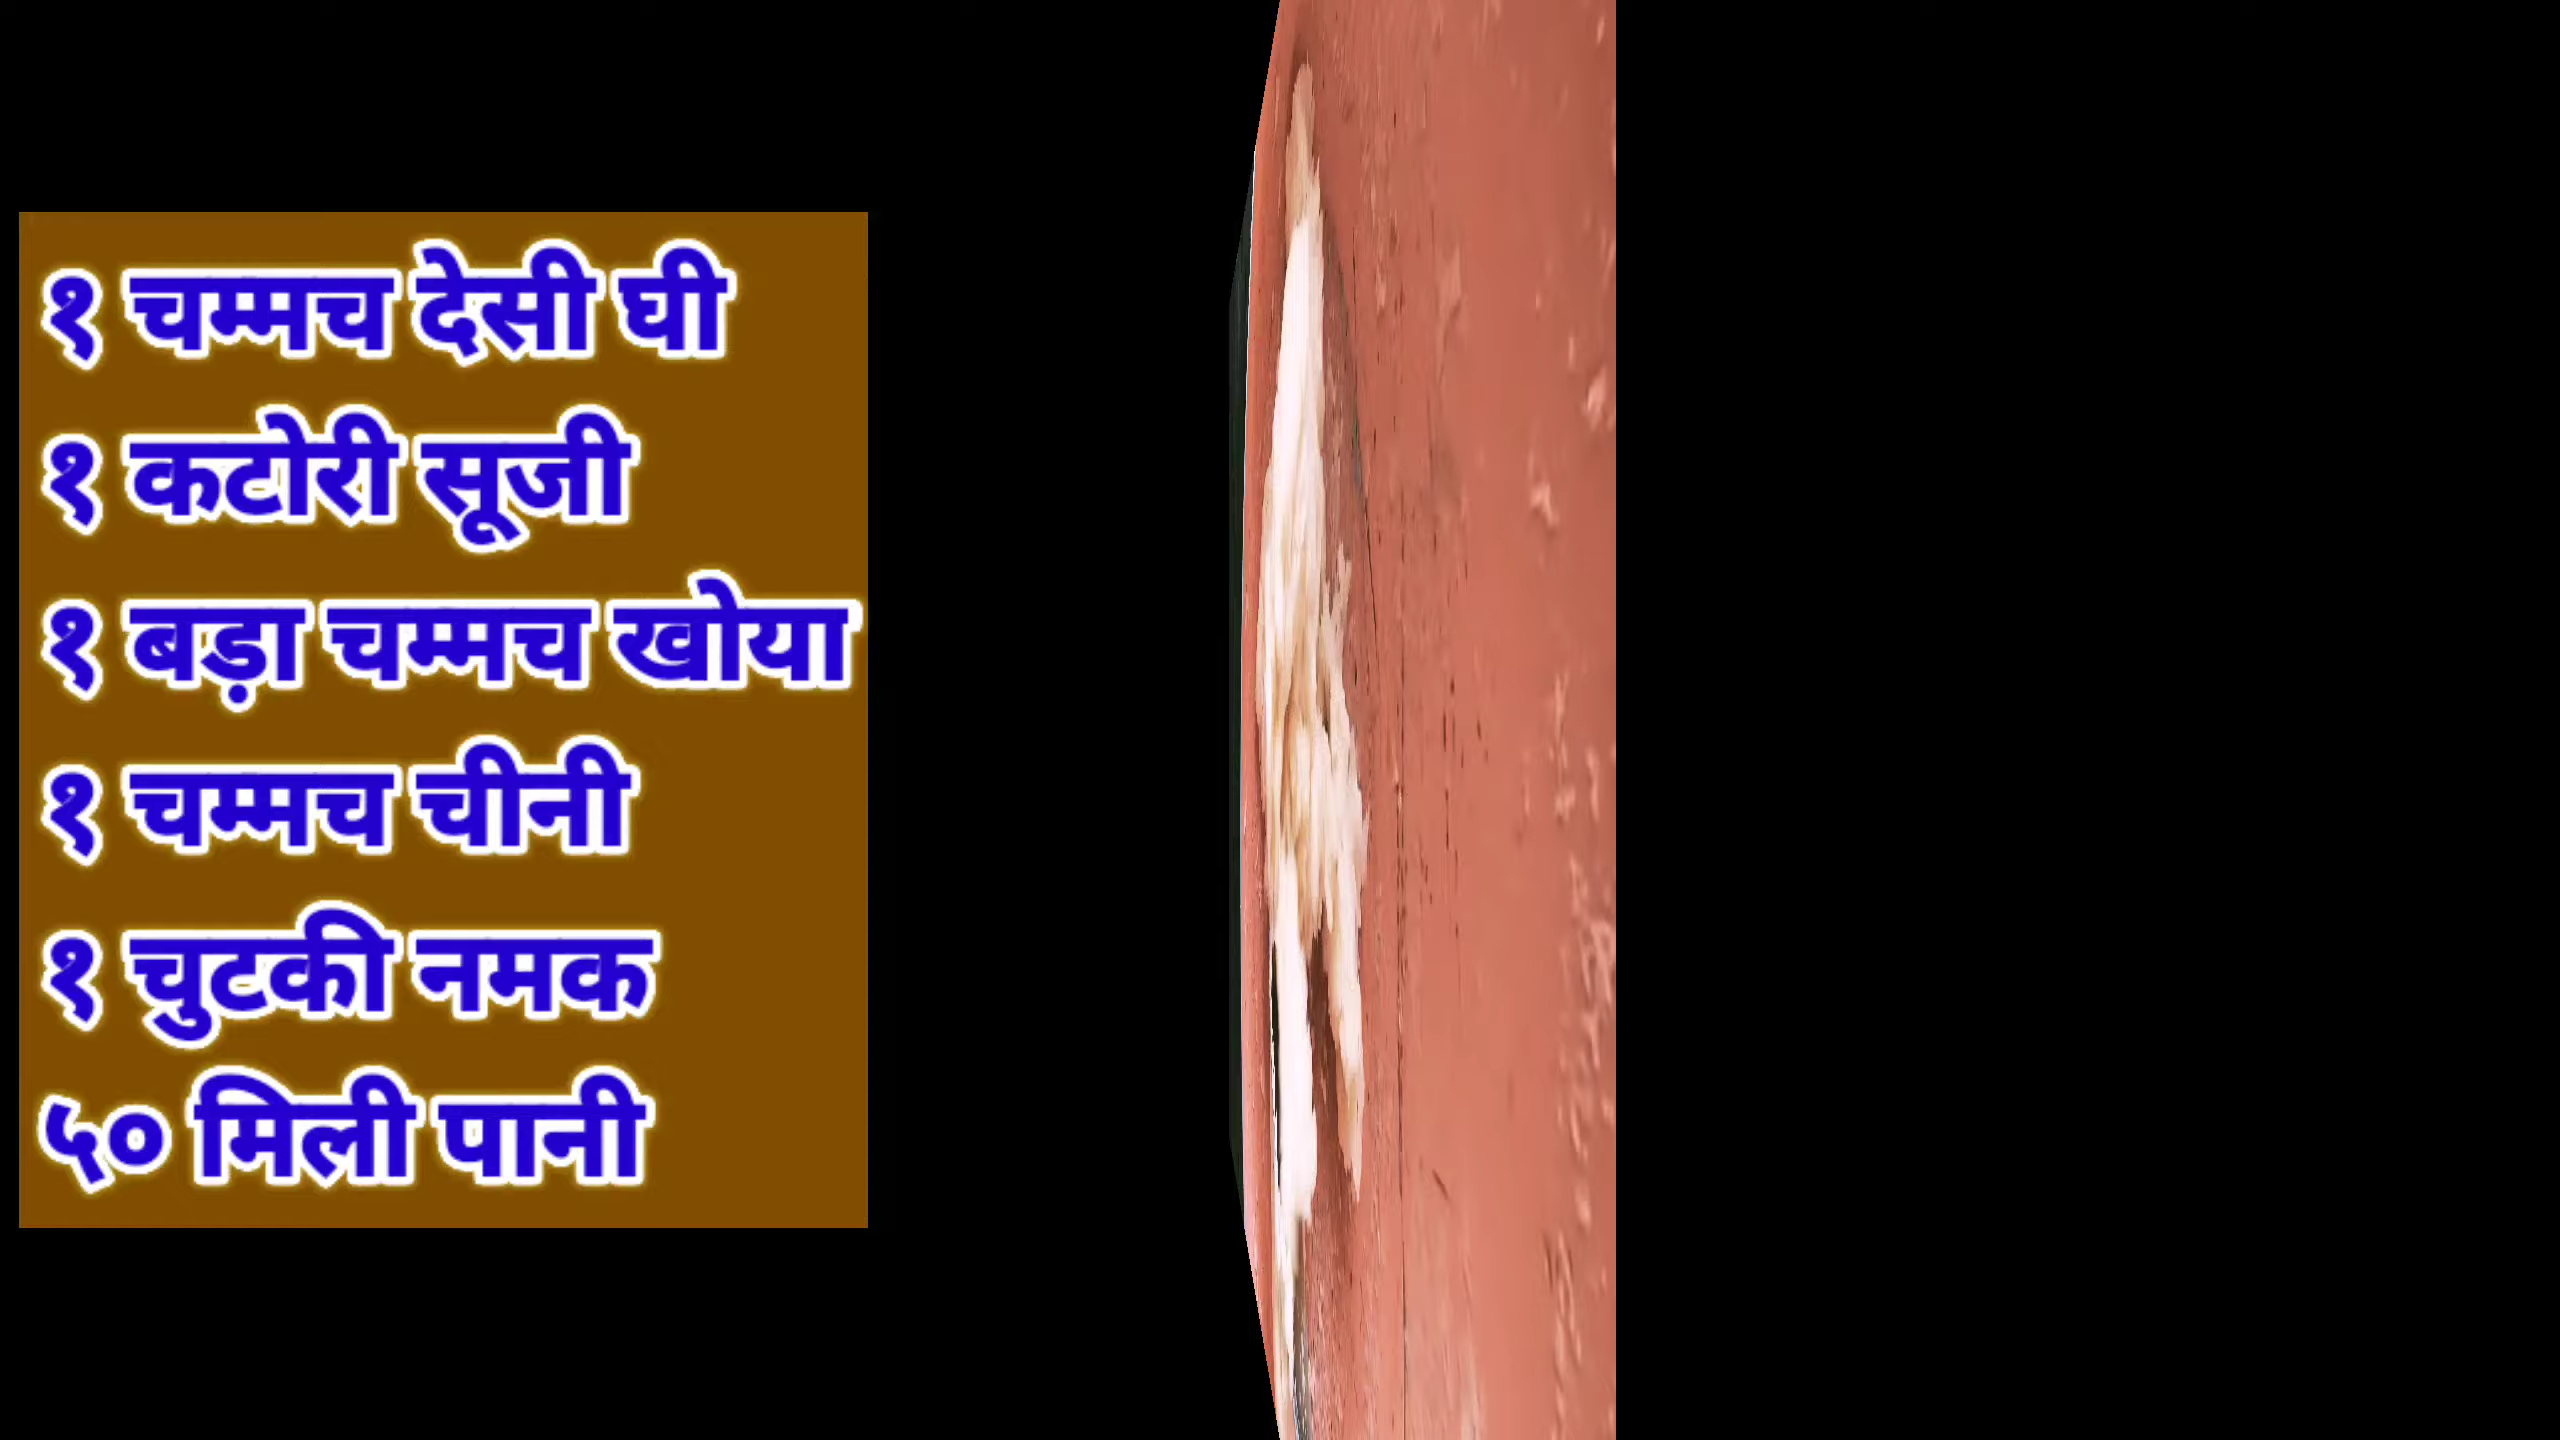 १ चम्मच देसी घी
१ कटोरी सूजी
१ बड़ा चम्मच खोया
१ चम्मच चीनी
१ चुटकी नमक
५० मिली पानी